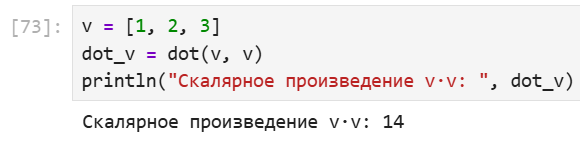 [73]: v = [1, 2, 3]
dot_v = dot(v, v)
println("Скалярное произведение v·v: ", dot_v)
Скалярное произведение v·v: 14